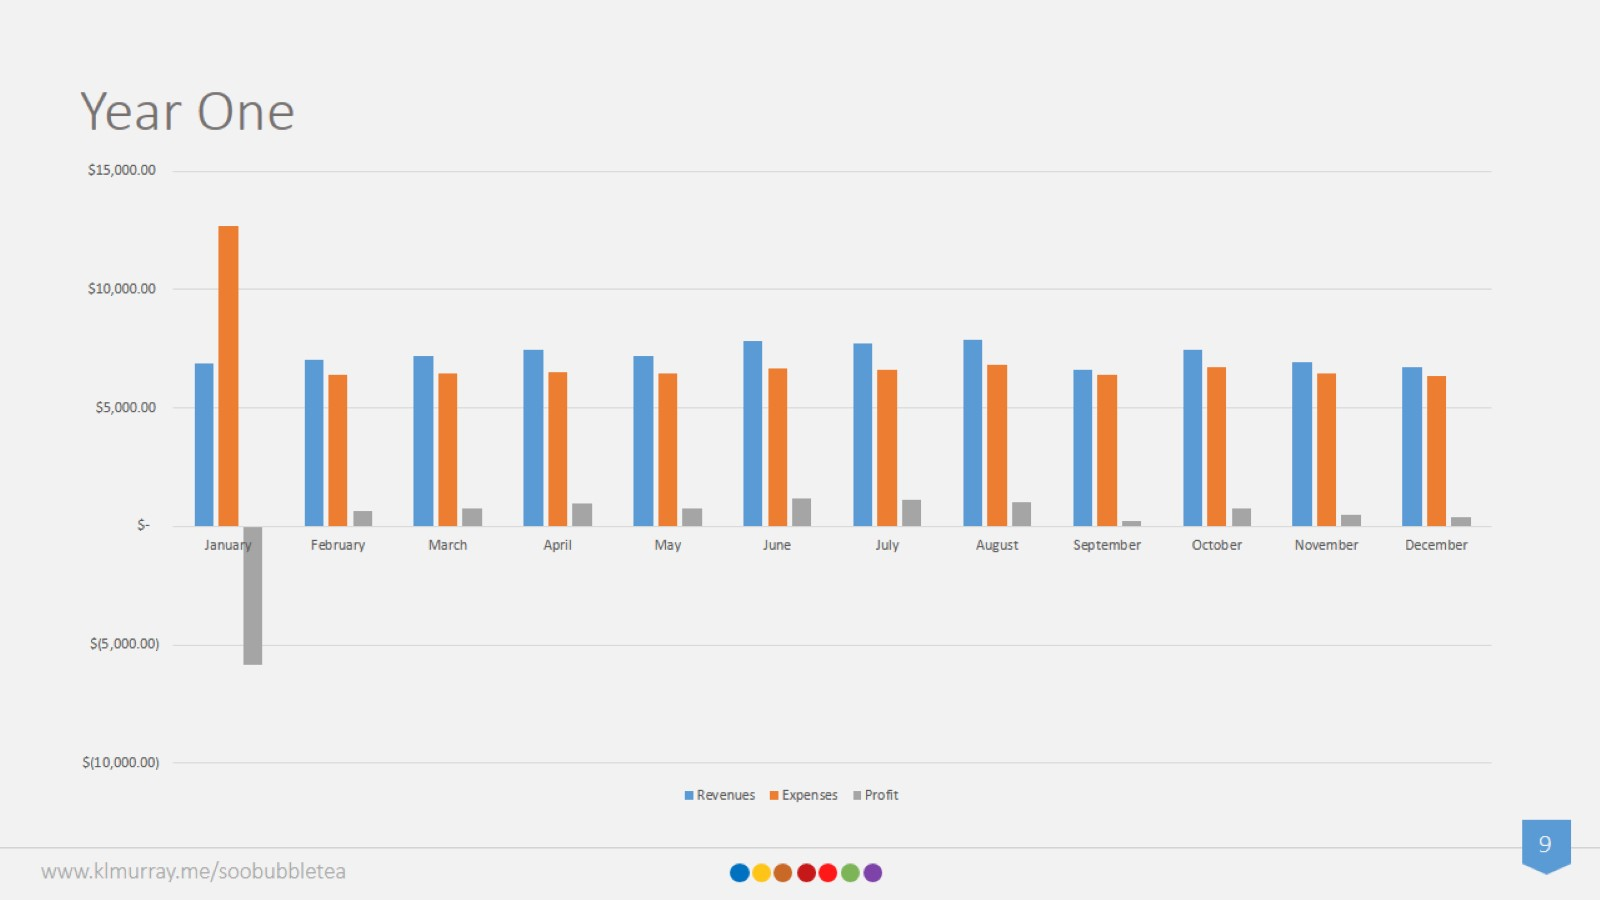 Year One
$15,000.00
$10,000.00
$5,000.00
$-
January February March April May June July August September October November December
$(5,000.00)
$(10,000.00)
Revenues Expenses Profit
9
www.klmurray.me/soobubbletea